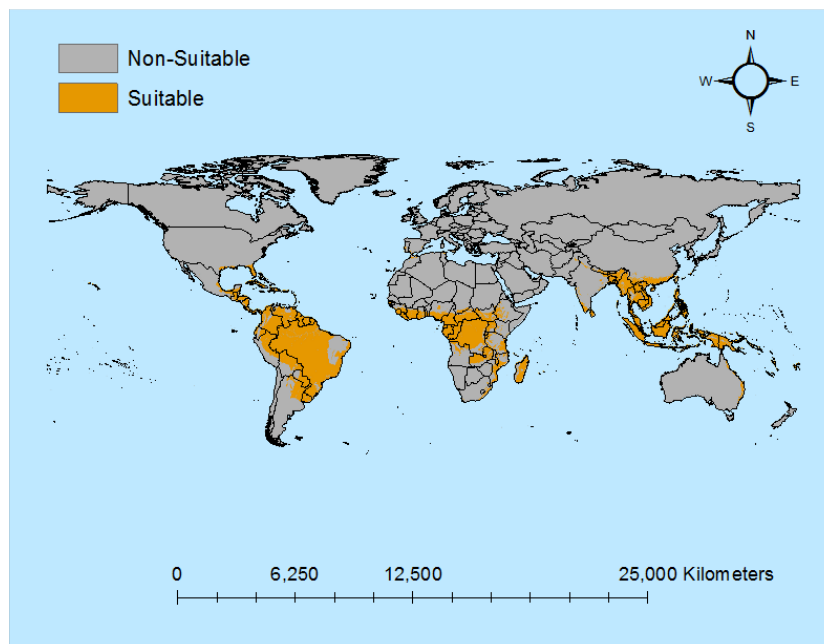 Non-Suitable
Suitable
N
W E
S
0 6,250 12,500 25,000 Kilometers